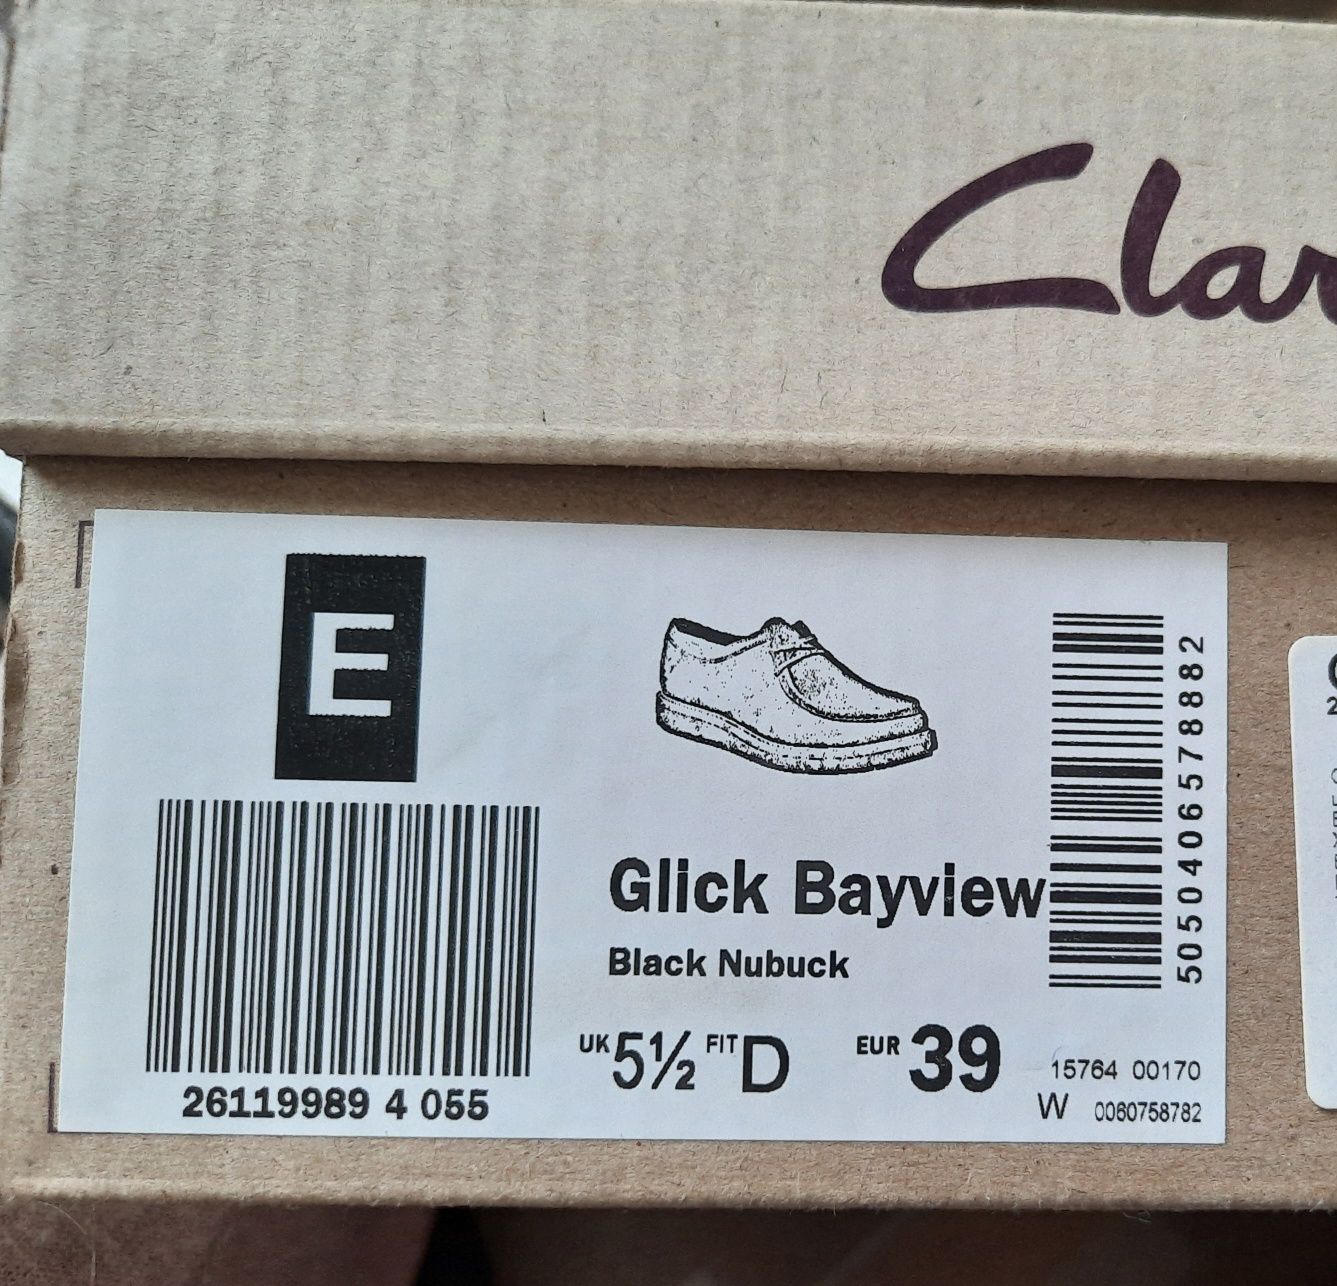 Clar
E
Glick Bayview
Black Nubuck
UK 5½ FIT D EUR 39
26119989 4 055
5050406578882
15764 00170
W 0060758782